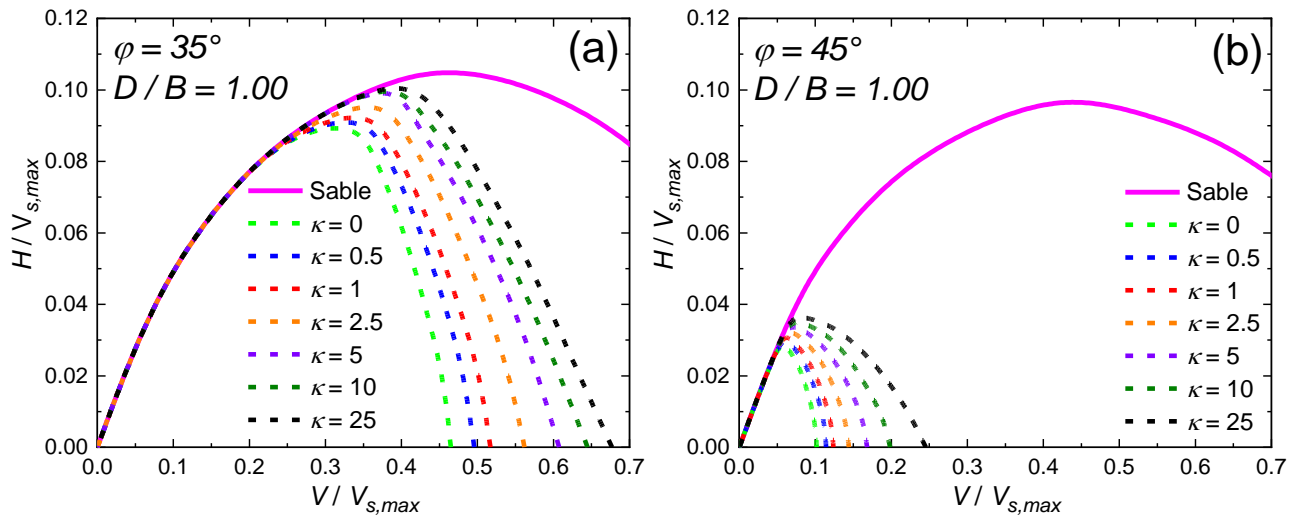 φ = 35°
D / B = 1.00
(a)
H / V_{s,max}
0.12
0.10
0.08
0.06
0.04
0.02
0.00
Sable
κ = 0
κ = 0.5
κ = 1
κ = 2.5
κ = 5
κ = 10
κ = 25
0.0 0.1 0.2 0.3 0.4 0.5 0.6 0.7
V / V_{s,max}
φ = 45°
D / B = 1.00
(b)
H / V_{s,max}
0.12
0.10
0.08
0.06
0.04
0.02
0.00
Sable
κ = 0
κ = 0.5
κ = 1
κ = 2.5
κ = 5
κ = 10
κ = 25
0.0 0.1 0.2 0.3 0.4 0.5 0.6 0.7
V / V_{s,max}